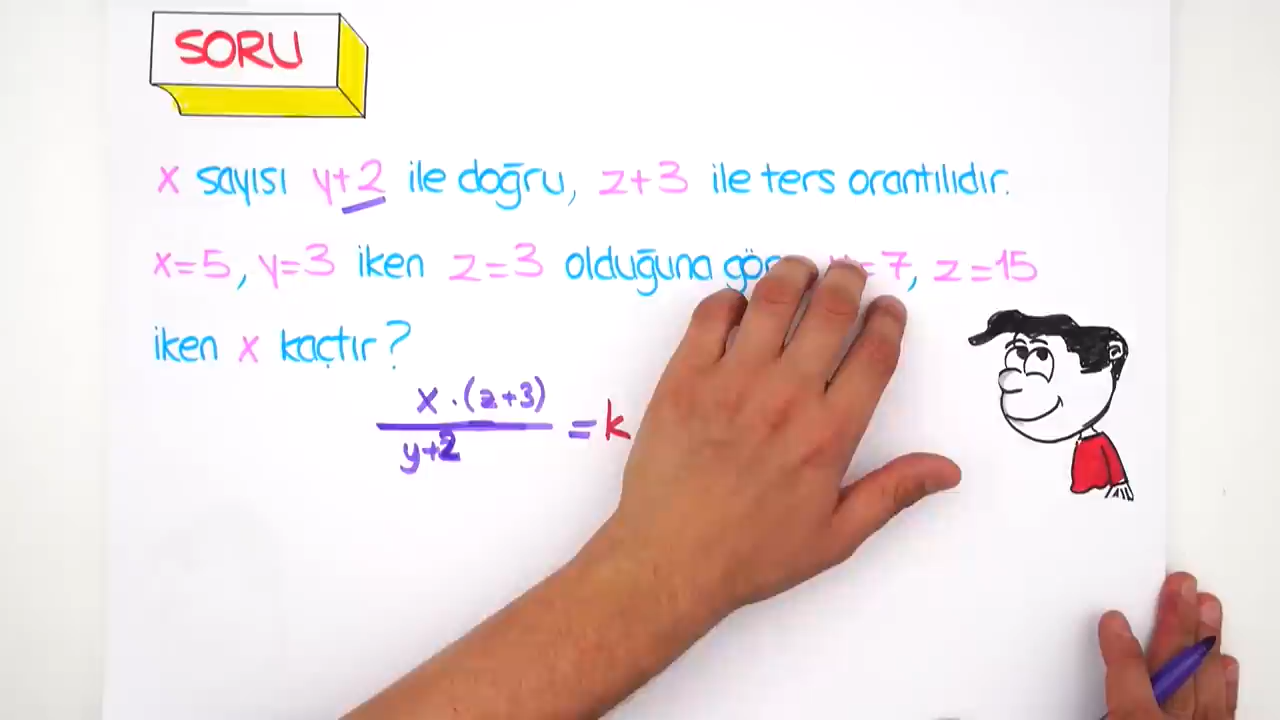 SORU
x sayısı y+2 ile doğru, z+3 ile ters orantılıdır.
x=5, y=3 iken z=3 olduğuna =7, z=15
iken x kaçtır?
x·(z+3)
= k
y+2